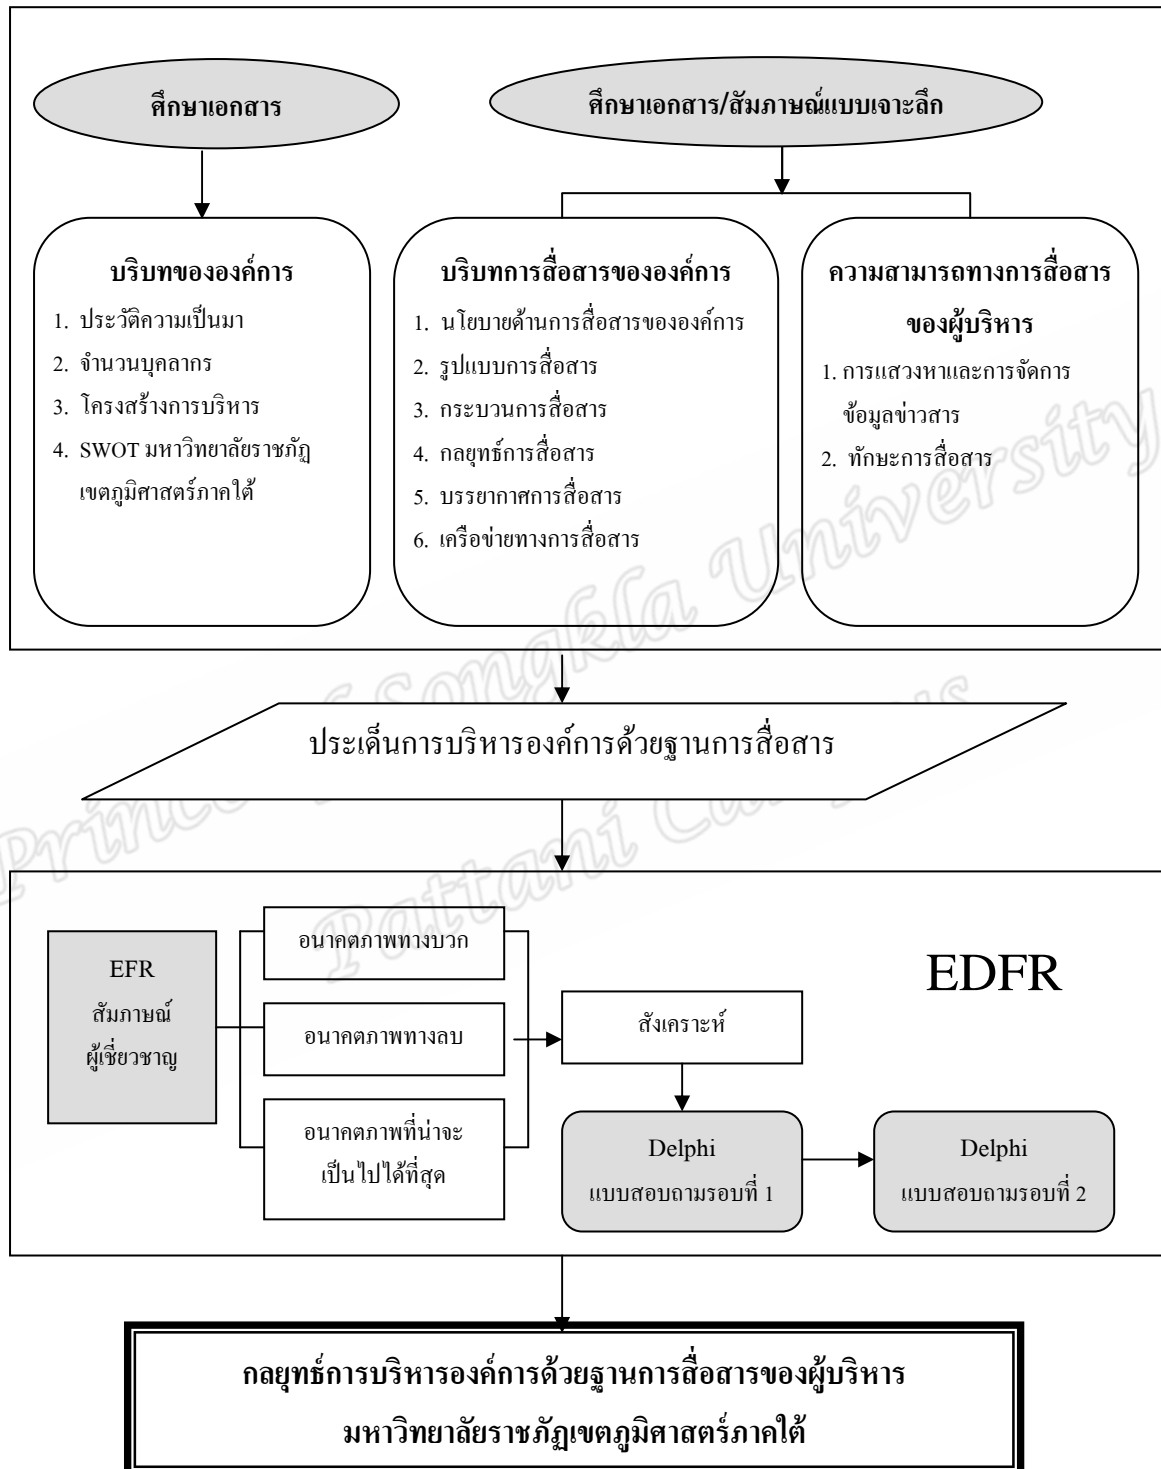 ศึกษาเอกสาร
ศึกษาเอกสาร/สัมภาษณ์แบบเจาะลึก
บริบทขององค์การ
1. ประวัติความเป็นมา
2. จำนวนบุคลากร
3. โครงสร้างการบริหาร
4. SWOT มหาวิทยาลัยราชภัฏ
เขตภูมิศาสตร์ภาคใต้
บริบทการสื่อสารขององค์การ
1. นโยบายด้านการสื่อสารขององค์การ
2. รูปแบบการสื่อสาร
3. กระบวนการสื่อสาร
4. กลยุทธ์การสื่อสาร
5. บรรยากาศการสื่อสาร
6. เครือข่ายทางการสื่อสาร
ความสามารถทางการสื่อสาร
ของผู้บริหาร
1. การแสวงหาและการจัดการ
ข้อมูลข่าวสาร
2. ทักษะการสื่อสาร
ประเด็นการบริหารองค์การด้วยฐานการสื่อสาร
EFR
สัมภาษณ์
ผู้เชี่ยวชาญ
อนาคตภาพทางบวก
อนาคตภาพทางลบ
อนาคตภาพที่น่าจะ
เป็นไปได้ที่สุด
สังเคราะห์
EDFR
Delphi
แบบสอบถามรอบที่ 1
Delphi
แบบสอบถามรอบที่ 2
กลยุทธ์การบริหารองค์การด้วยฐานการสื่อสารของผู้บริหาร
มหาวิทยาลัยราชภัฏเขตภูมิศาสตร์ภาคใต้
Prince of Songkla University
Pattani Campus